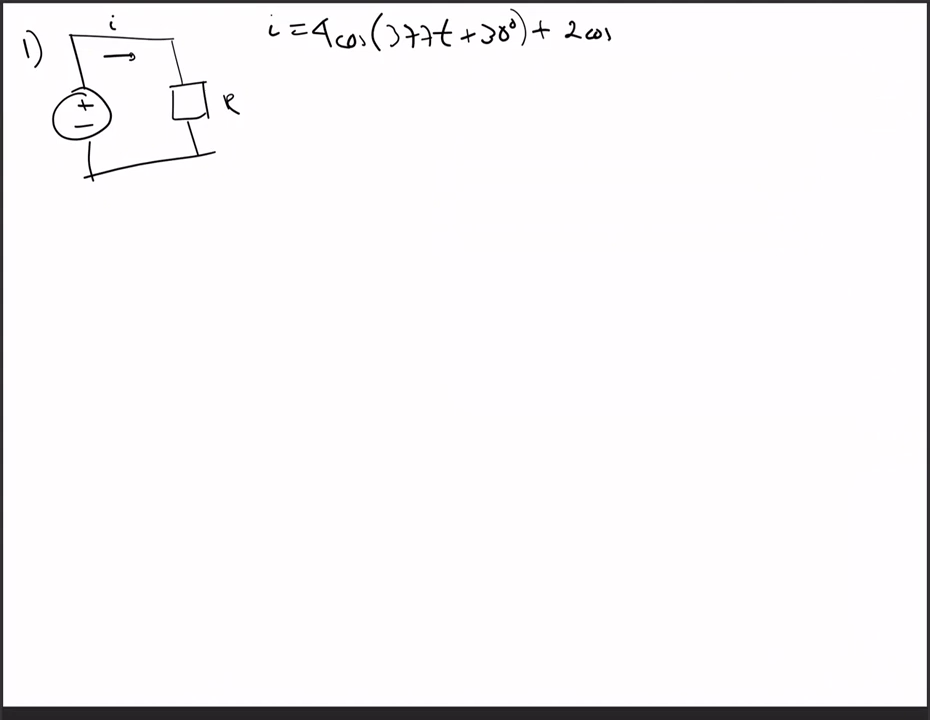 1)
i
i = 4cos(377t + 30°) + 2cos
+
−
R